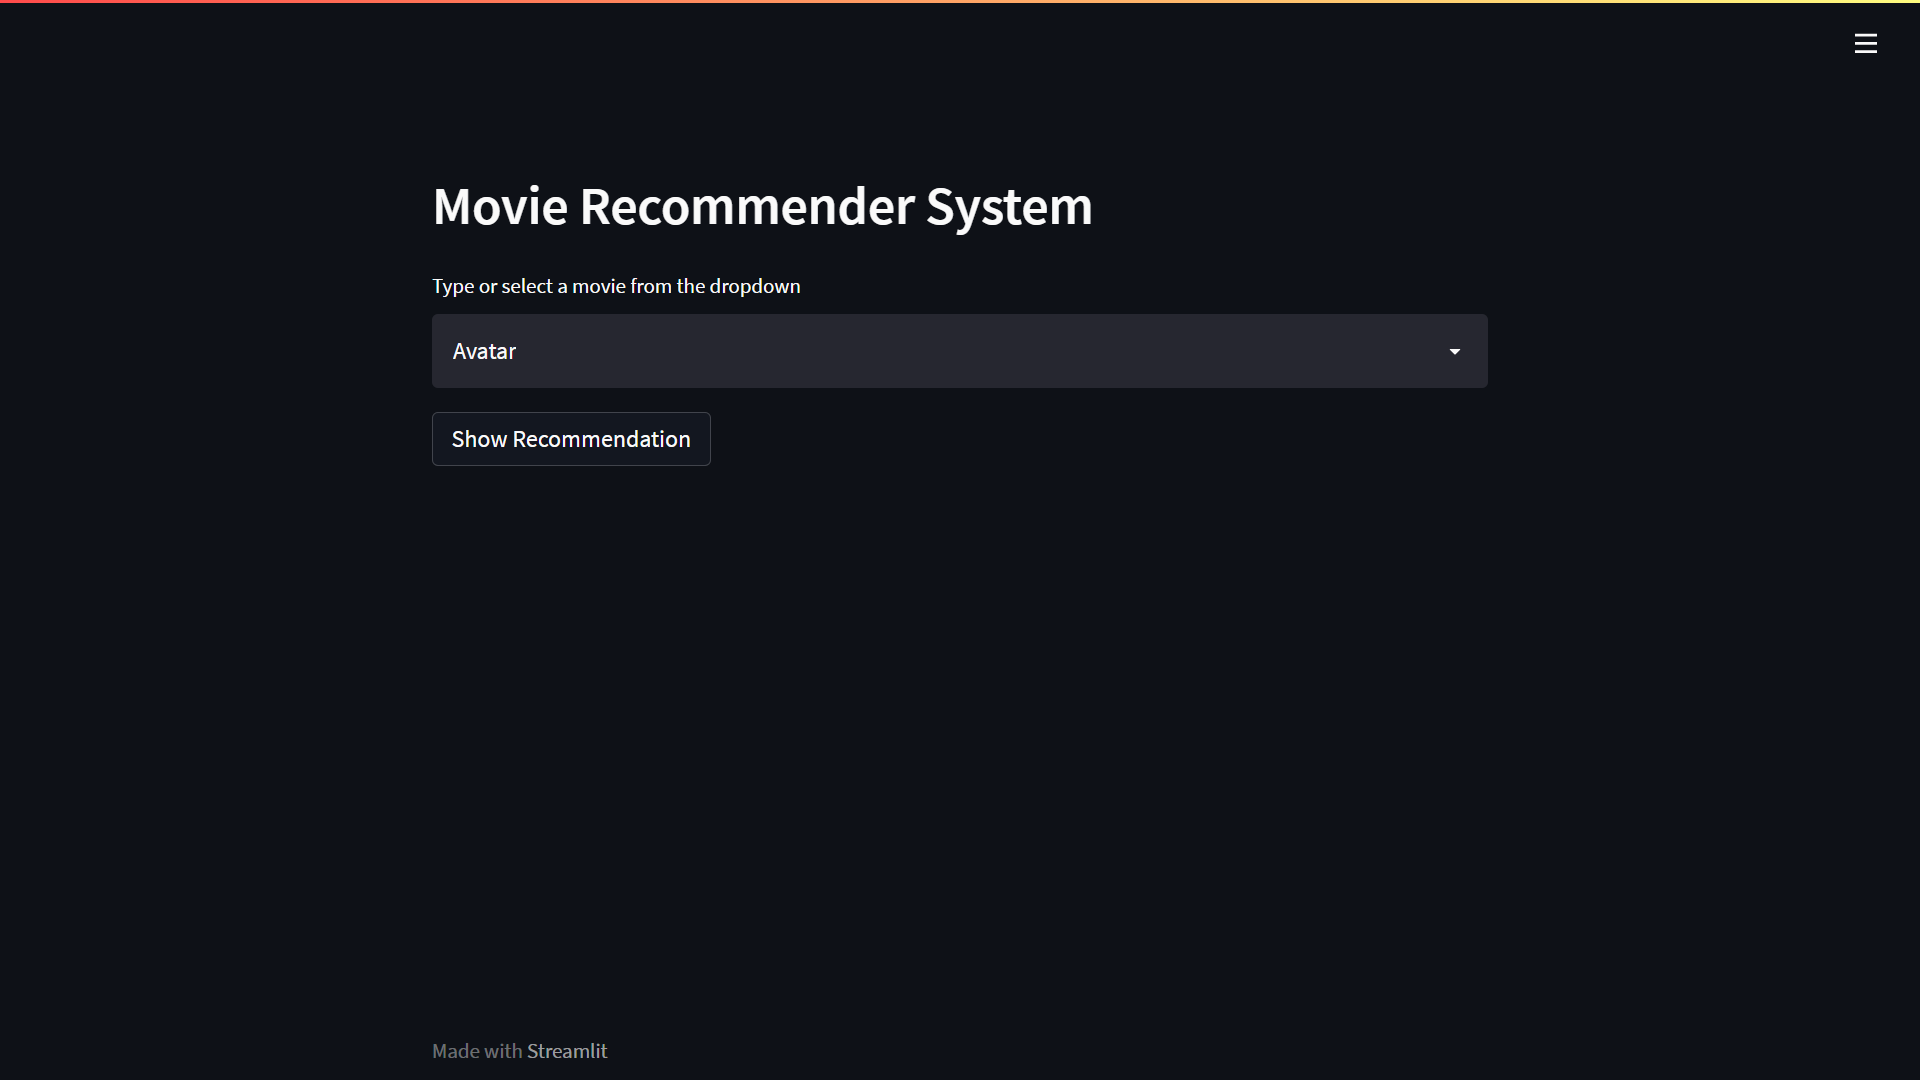 Movie Recommender System
Type or select a movie from the dropdown
Avatar
Show Recommendation
Made with Streamlit